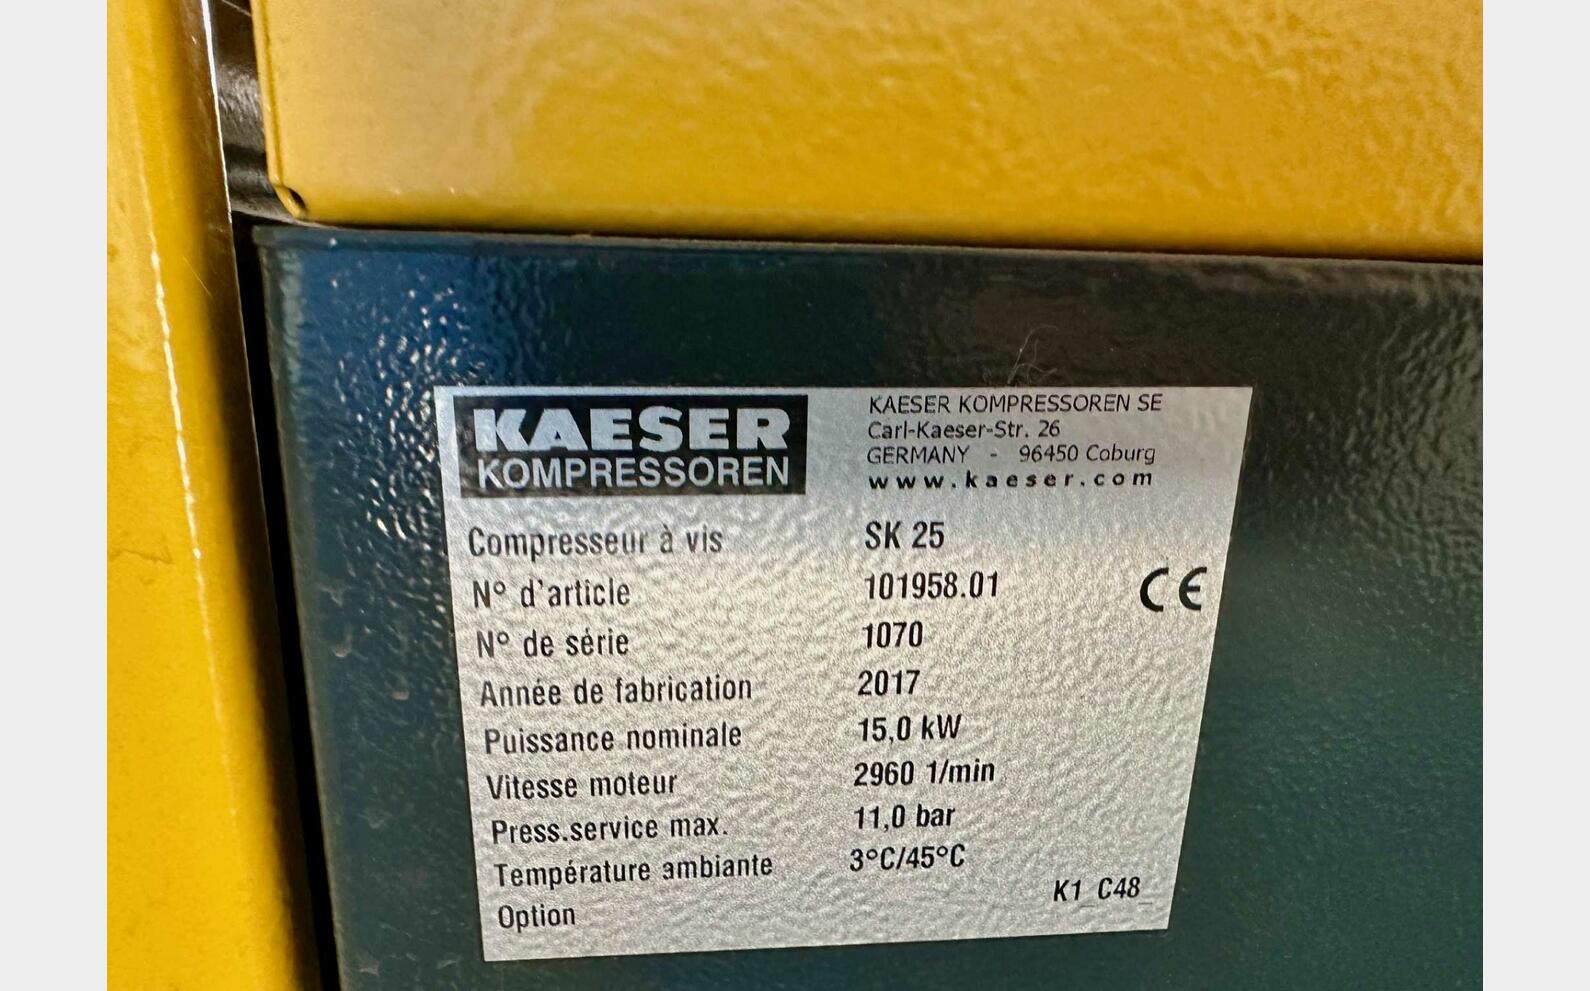 KAESER
KOMPRESSOREN
KAESER KOMPRESSOREN SE
Carl-Kaeser-Str. 26
GERMANY - 96450 Coburg
www.kaeser.com
Compresseur à vis SK 25
N° d'article 101958.01
CE
N° de série 1070
Année de fabrication 2017
Puissance nominale 15,0 kW
Vitesse moteur 2960 1/min
Press.service max. 11,0 bar
Température ambiante 3°C/45°C
Option K1_C48_